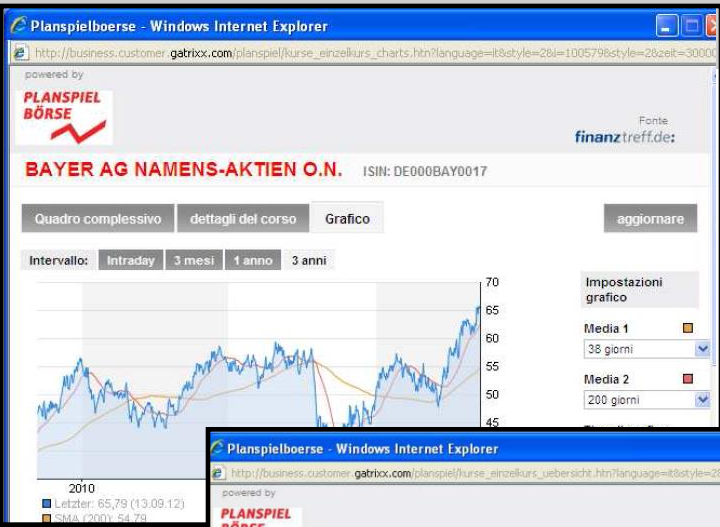 Planspielboerse - Windows Internet Explorer
http://business.customer.gatrixx.com/planspiel/kurse_einzelkurs_charts.htn?language=it&style=2&i=100579&style=2&zeit=30000
powered by
PLANSPIEL
BÖRSE
Fonte
finanztreff.de:
BAYER AG NAMENS-AKTIEN O.N. ISIN: DE000BAY0017
Quadro complessivo dettagli del corso Grafico aggiornare
Intervallo: Intraday 3 mesi 1 anno 3 anni
70
65
60
55
50
45
2010
Letzter: 65,79 (13.09.12)
SMA (200): 54,79
Impostazioni
grafico
Media 1
38 giorni
Media 2
200 giorni
Planspielboerse - Windows Internet Explorer
http://business.customer.gatrixx.com/planspiel/kurse_einzelkurs_uebersicht.htn?language=it&style=28
powered by
PLANSPIEL
BÖRSE